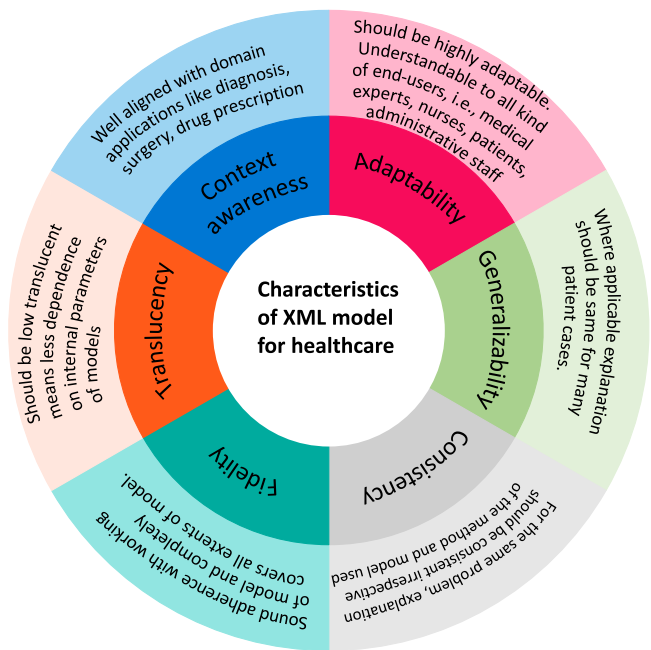 Characteristics
of XML model
for healthcare
Adaptability
Should be highly adaptable.
Understandable to all kind
of end-users, i.e., medical
experts, nurses, patients,
administrative staff
Generalizability
Where applicable explanation
should be same for many
patient cases.
Consistency
For the same problem, explanation
should be consistent irrespective
of the method and model used
Fidelity
Sound adherence with working
of model and completely
covers all extents of model.
Translucency
Should be low translucent
means less dependence
on internal parameters
of models
Context
awareness
Well aligned with domain
applications like diagnosis,
surgery, drug prescription